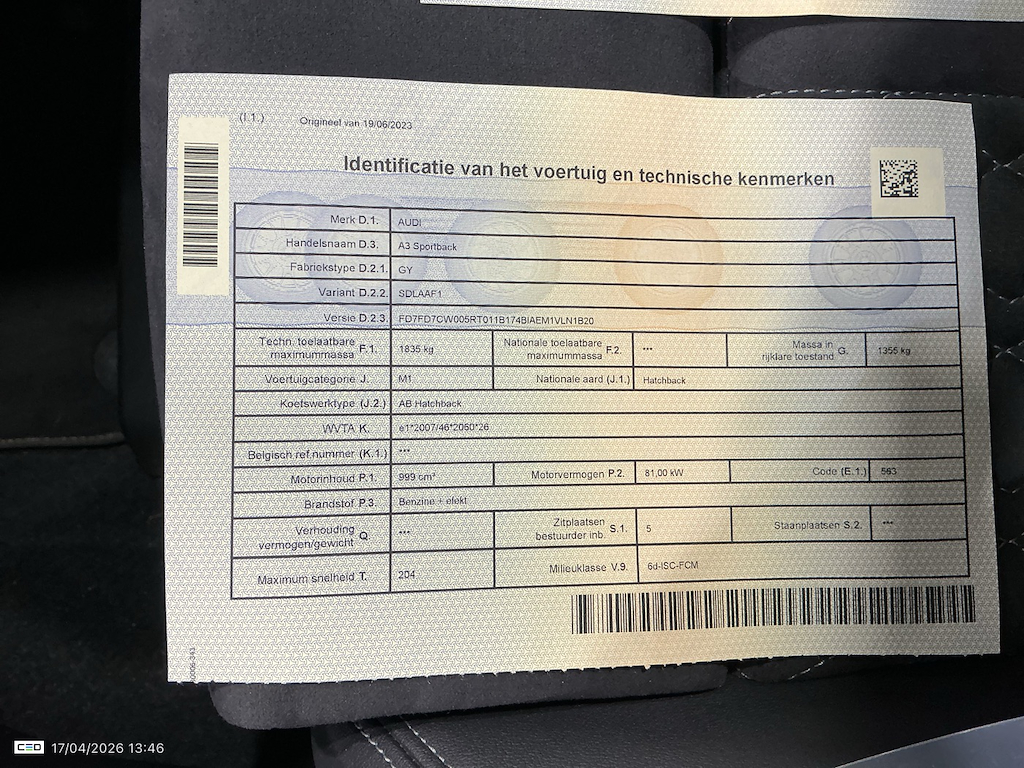 (I.1.) Origineel van 19/06/2023
Identificatie van het voertuig en technische kenmerken
Merk D.1. AUDI
Handelsnaam D.3. A3 Sportback
Fabriekstype D.2.1. GY
Variant D.2.2. SDLAAF1
Versie D.2.3. FD7FD7CW005RT011B174BIAEM1VLN1B20
Techn. toelaatbare maximummassa F.1. 1835 kg Nationale toelaatbare maximummassa F.2. *** Massa in rijklare toestand G. 1355 kg
Voertuigcategorie J. M1 Nationale aard (J.1.) Hatchback
Koetswerktype (J.2.) AB Hatchback
WVTA K. e1*2007/46*2060*26
Belgisch ref.nummer (K.1.) ***
Motorinhoud P.1. 999 cm³ Motorvermogen P.2. 81,00 kW Code (E.1.) 563
Brandstof P.3. Benzine + elekt
Verhouding vermogen/gewicht Q *** Zitplaatsen bestuurder inb. S.1. 5 Staanplaatsen S.2. ***
Maximum snelheid T. 204 Milieuklasse V.9. 6d-ISC-FCM
CEO 17/04/2026 13:46